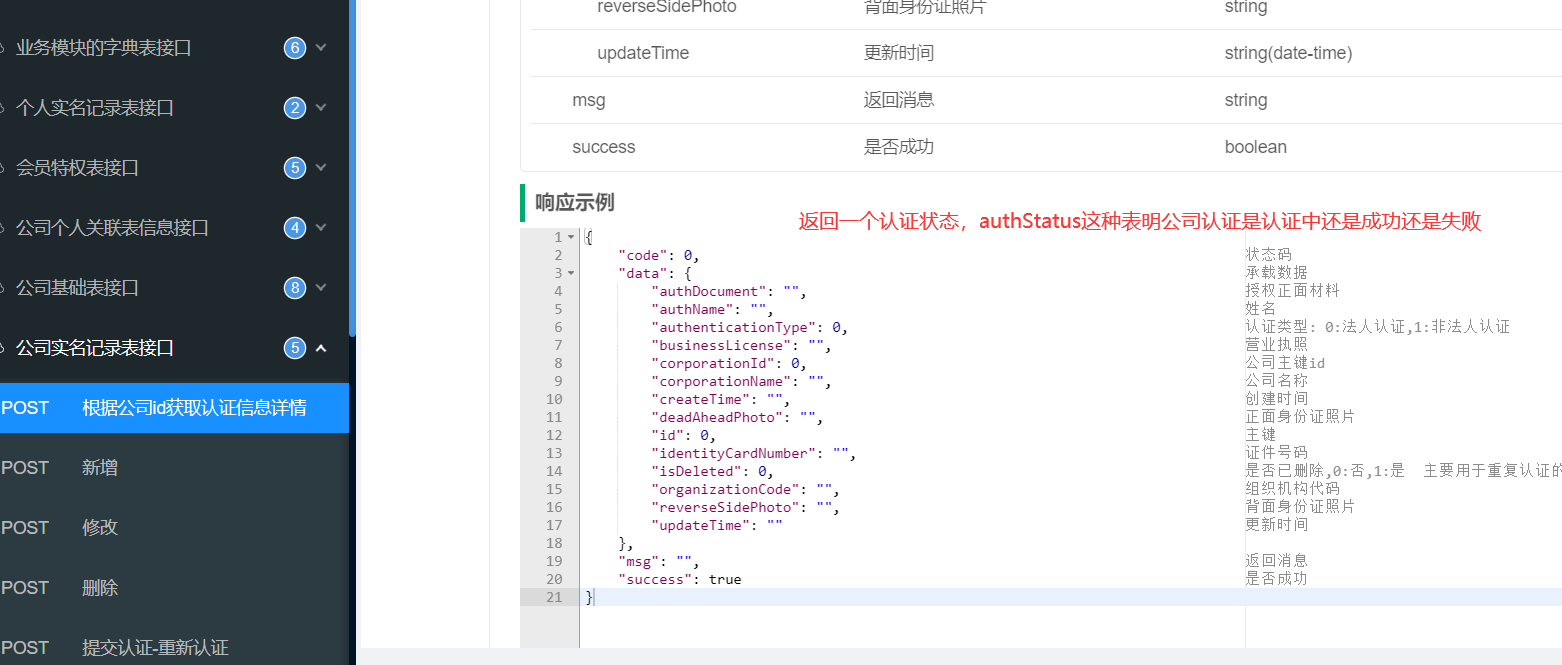 业务模块的字典表接口 6
个人实名记录表接口 2
会员特权表接口 5
公司个人关联表信息接口 4
公司基础表接口 8
公司实名记录表接口 5
POST 根据公司id获取认证信息详情
POST 新增
POST 修改
POST 删除
POST 提交认证-重新认证
reverseSidePhoto 背面身份证照片 string
updateTime 更新时间 string(date-time)
msg 返回消息 string
success 是否成功 boolean
响应示例
返回一个认证状态，authStatus这种表明公司认证是认证中还是成功还是失败
1 {
2 "code": 0, 状态码
3 "data": { 承载数据
4 "authDocument": "", 授权正面材料
5 "authName": "", 姓名
6 "authenticationType": 0, 认证类型: 0:法人认证,1:非法人认证
7 "businessLicense": "", 营业执照
8 "corporationId": 0, 公司主键id
9 "corporationName": "", 公司名称
10 "createTime": "", 创建时间
11 "deadAheadPhoto": "", 正面身份证照片
12 "id": 0, 主键
13 "identityCardNumber": "", 证件号码
14 "isDeleted": 0, 是否已删除,0:否,1:是 主要用于重复认证的
15 "organizationCode": "", 组织机构代码
16 "reverseSidePhoto": "", 背面身份证照片
17 "updateTime": "" 更新时间
18 },
19 "msg": "", 返回消息
20 "success": true 是否成功
21 }